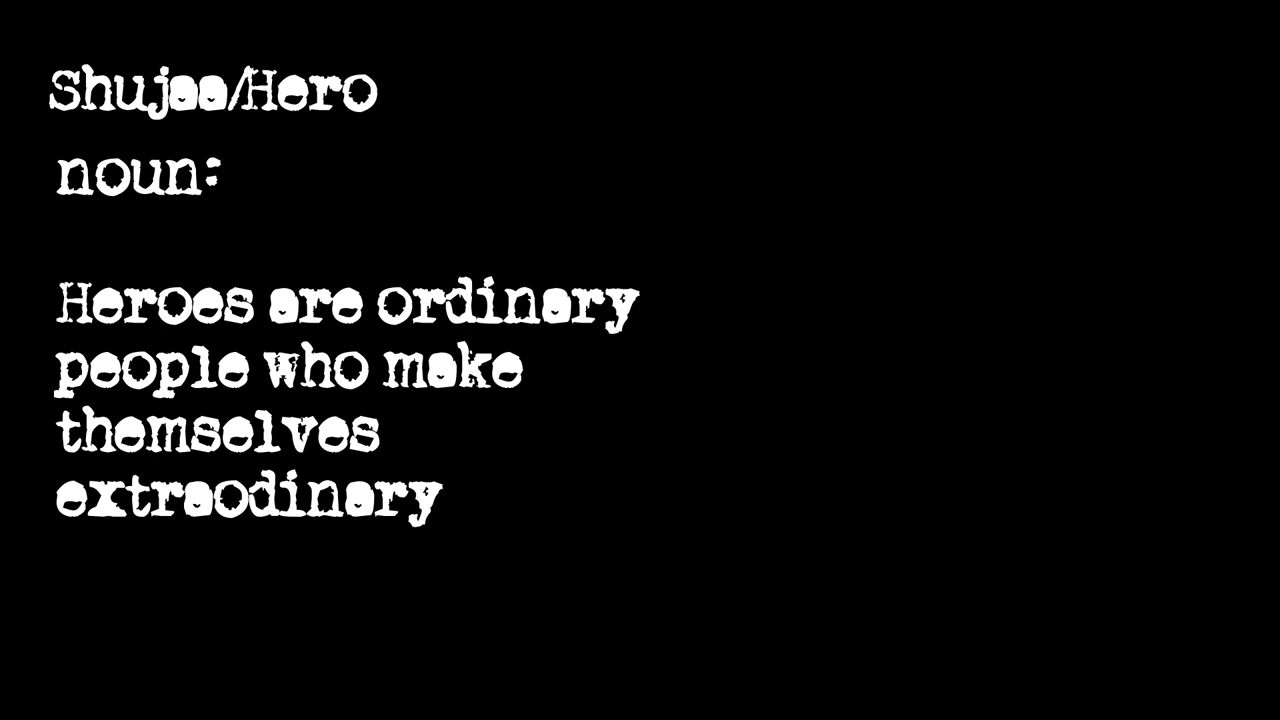 Shujaa/Hero
noun:
Heroes are ordinary
people who make
themselves
extraodinary